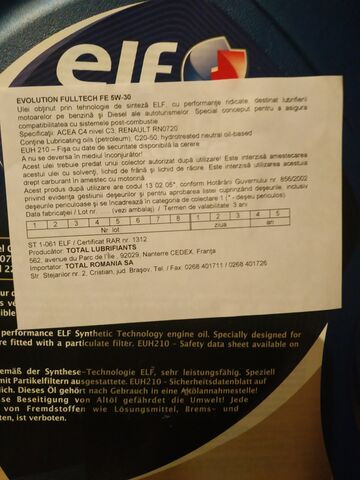 elf
EVOLUTION FULLTECH FE 5W-30
Ulei obţinut prin tehnologie de sinteză ELF, cu performanţe ridicate, destinat lubrifierii
motoarelor pe benzină şi Diesel ale autoturismelor. Special conceput pentru a asigura
compatibilitatea cu sistemele post-combustie
Specificaţii: ACEA C4 nivel C3, RENAULT RN0720
Conţine Lubricating oils (petroleum), C20-50, hydrotreated neutral oil-based
EUH 210 – Fişa cu date de securitate disponibilă la cerere
A nu se deversa în mediul înconjurător!
Acest ulei trebuie predat unui colector autorizat după utilizare! Este interzisă amestecarea
acestui ulei cu solvenţi, lichid de frână şi lichid de răcire. Este interzisă utilizarea acestuia ca
drept carburant în amestec cu motorină
Acest produs după utilizare are codul 13 02 05*, conform Hotărârii Guvernului nr. 856/2002
privind evidenţa gestiunii deşeurilor şi pentru aprobarea listei cuprinzând deşeurile, inclusiv
deşeurile periculoase şi se încadrează în categoria de colectare 1 (* - deşeu periculos).
Data fabricaţiei / Lot nr. (vezi ambalaj) / Termen de valabilitate: 3 ani
1 2 3 4 5 6 7 8 1 2 3 4 5
Nr lot ziua an
ST 1-061 ELF / Certificat RAR nr. 1312
Producător: TOTAL LUBRIFIANTS
562, avenue du Parc de l'Ile , 92029, Nanterre CEDEX. Franţa
Importator: TOTAL ROMANIA SA
Str. Stejarilor nr. 2, Cristian, jud. Braşov. Tel. / Fax: 0268 401711 / 0268 401726
performance ELF Synthetic Technology engine oil. Specially designed for
are fitted with a particulate filter. EUH210 - Safety data sheet available on
gemäß der Synthese-Technologie ELF, sehr leistungsfähig. Speziell
mit Partikelfiltern ausgestattete. EUH210 - Sicherheitsdatenblatt auf
lich. Dieses Öl gehört nach Gebrauch in eine Altölannahmestelle!
e Beseitigung von Altöl gefährdet die Umwelt! Jede
von Fremdstoffen wie Lösungsmitteln, Brems- und
ten, ist verboten.